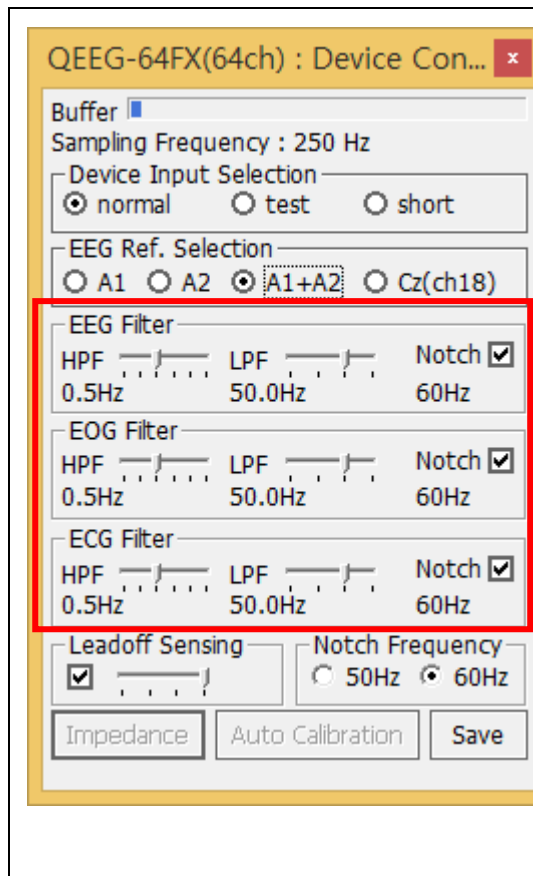 QEEG-64FX(64ch) : Device Con... x
Buffer
Sampling Frequency : 250 Hz
Device Input Selection
normal test short
EEG Ref. Selection
A1 A2 A1+A2 Cz(ch18)
EEG Filter
HPF LPF Notch
0.5Hz 50.0Hz 60Hz
EOG Filter
HPF LPF Notch
0.5Hz 50.0Hz 60Hz
ECG Filter
HPF LPF Notch
0.5Hz 50.0Hz 60Hz
Leadoff Sensing Notch Frequency
50Hz 60Hz
Impedance Auto Calibration Save